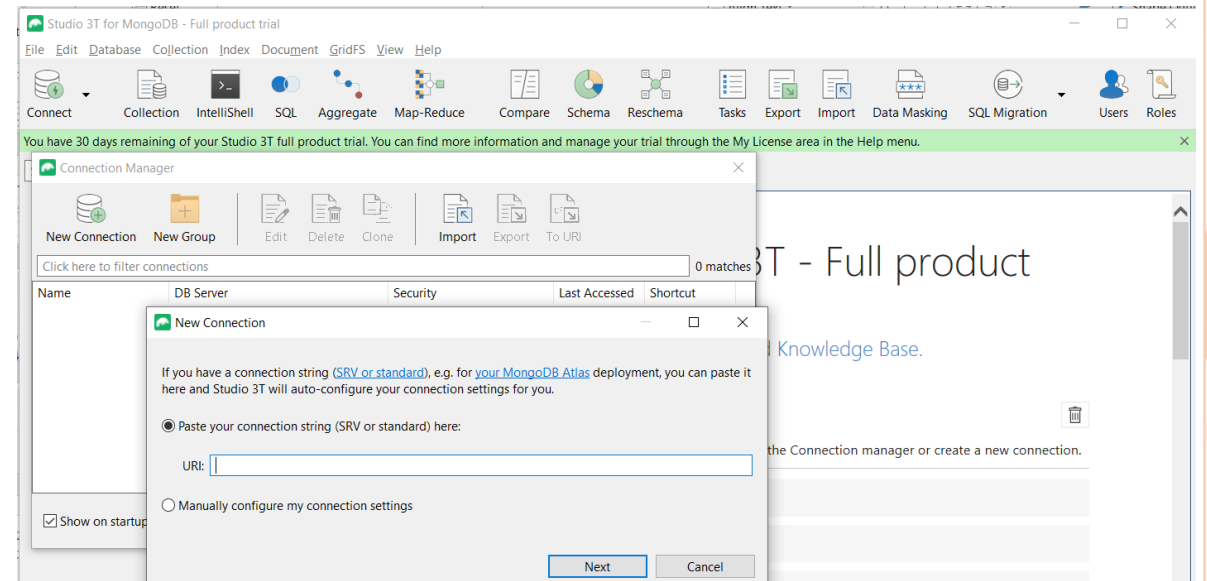 Studio 3T for MongoDB - Full product trial
File Edit Database Collection Index Document GridFS View Help
Connect Collection IntelliShell SQL Aggregate Map-Reduce Compare Schema Reschema Tasks Export Import Data Masking SQL Migration Users Roles
You have 30 days remaining of your Studio 3T full product trial. You can find more information and manage your trial through the My License area in the Help menu.
Connection Manager
New Connection New Group Edit Delete Clone Import Export To URI
Click here to filter connections 0 matches
3T - Full product
Name DB Server Security Last Accessed Shortcut
New Connection
Knowledge Base.
If you have a connection string (SRV or standard), e.g. for your MongoDB Atlas deployment, you can paste it
here and Studio 3T will auto-configure your connection settings for you.
Paste your connection string (SRV or standard) here:
the Connection manager or create a new connection.
URI:
Manually configure my connection settings
Show on startup
Next Cancel